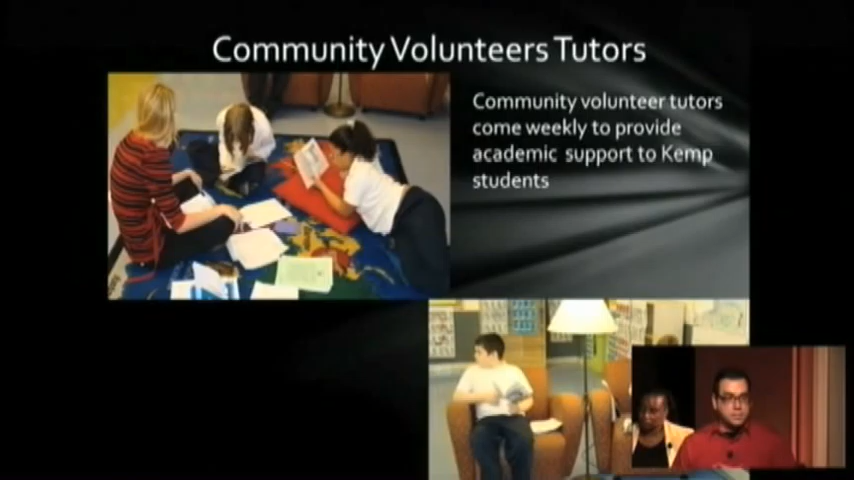 Community Volunteers Tutors
Community volunteer tutors
come weekly to provide
academic support to Kemp
students